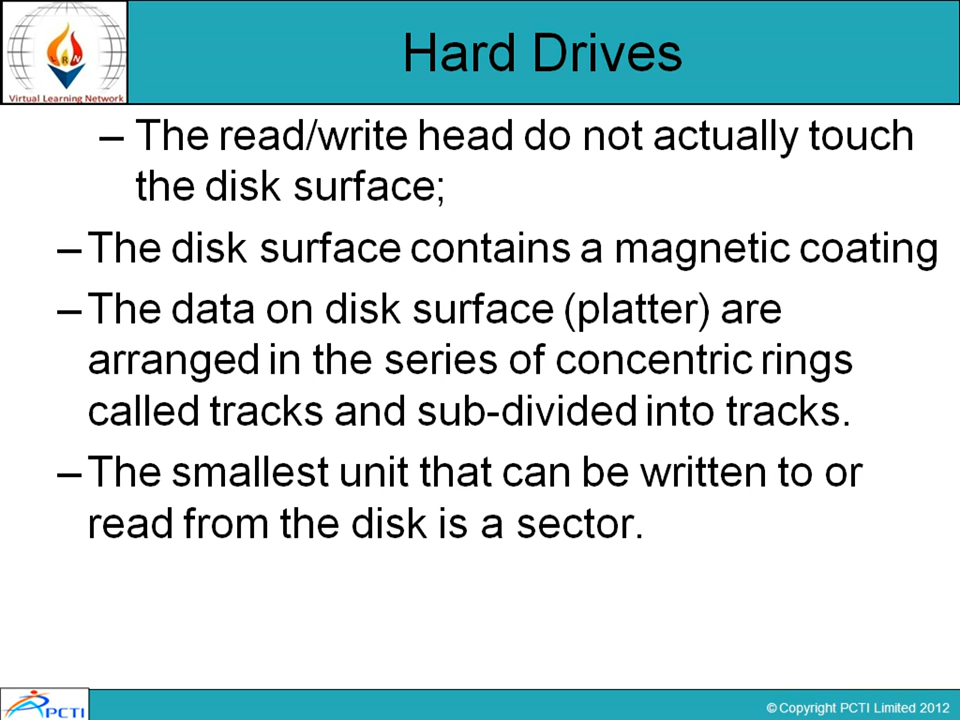 Hard Drives
RN
Virtual Learning Network
– The read/write head do not actually touch
the disk surface;
– The disk surface contains a magnetic coating
– The data on disk surface (platter) are
arranged in the series of concentric rings
called tracks and sub-divided into tracks.
– The smallest unit that can be written to or
read from the disk is a sector.
PCTI
© Copyright PCTI Limited 2012